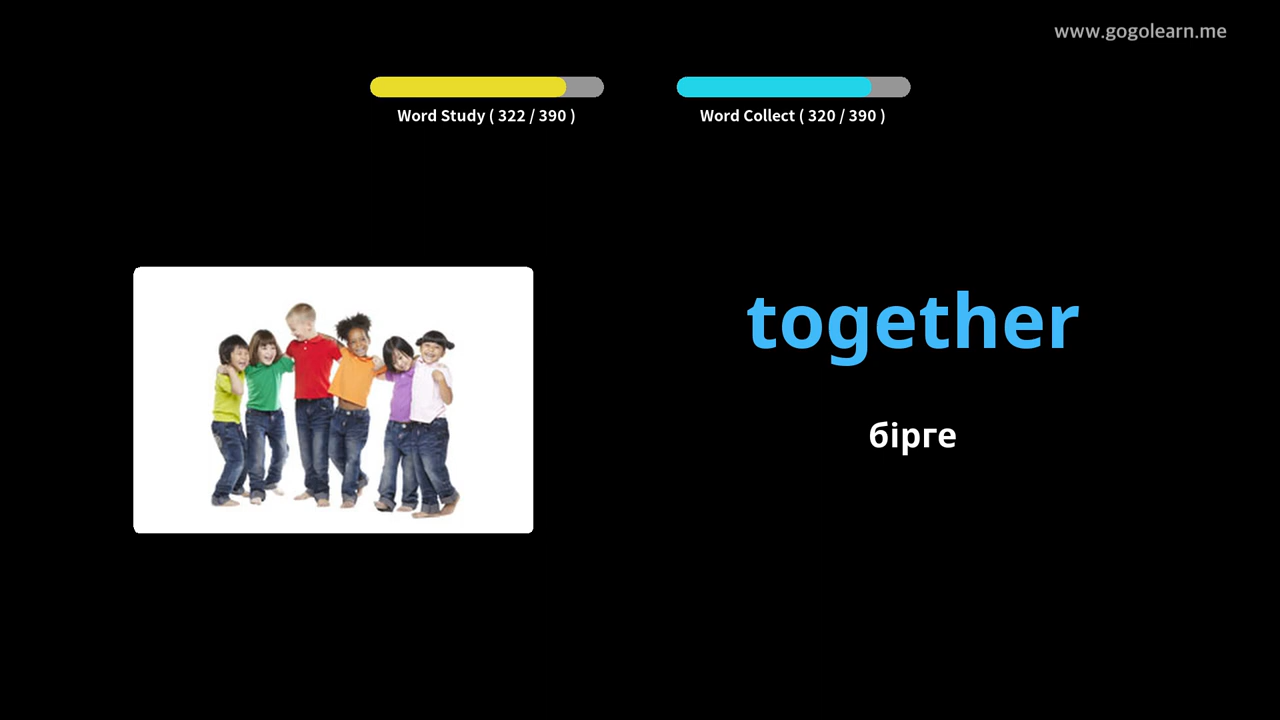 www.gogolearn.me
Word Study ( 322 / 390 )
Word Collect ( 320 / 390 )
together
бірге